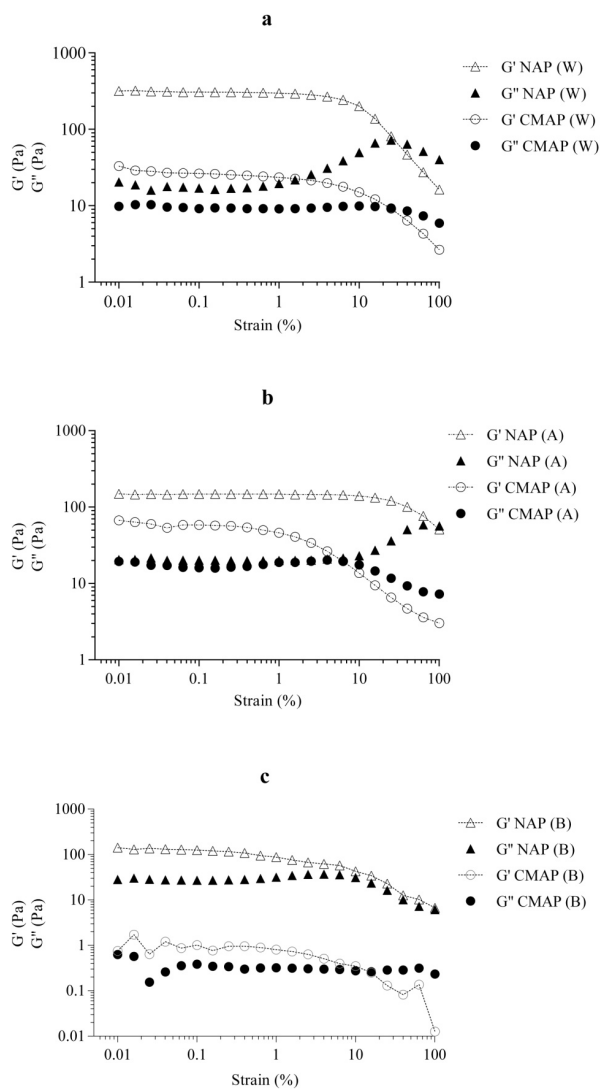 a
1000
100
10
1
G' (Pa)
G" (Pa)
0.01 0.1 1 10 100
Strain (%)
G' NAP (W)
G" NAP (W)
G' CMAP (W)
G" CMAP (W)
b
1000
100
10
1
G' (Pa)
G" (Pa)
0.01 0.1 1 10 100
Strain (%)
G' NAP (A)
G" NAP (A)
G' CMAP (A)
G" CMAP (A)
c
1000
100
10
1
0.1
0.01
G' (Pa)
G" (Pa)
0.01 0.1 1 10 100
Strain (%)
G' NAP (B)
G" NAP (B)
G' CMAP (B)
G" CMAP (B)